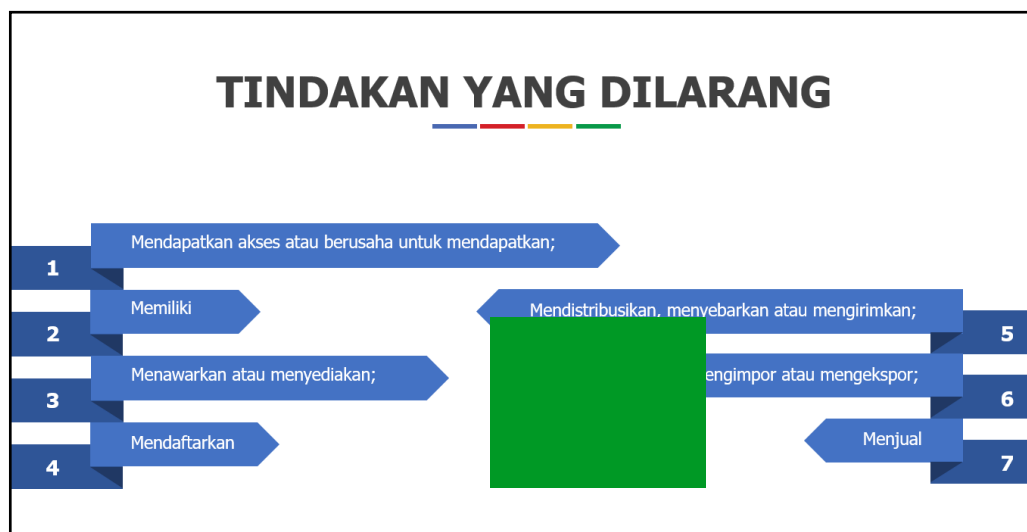 TINDAKAN YANG DILARANG
1
Mendapatkan akses atau berusaha untuk mendapatkan;
2
Memiliki
3
Menawarkan atau menyediakan;
4
Mendaftarkan
Mendistribusikan, menyebarkan atau mengirimkan;
5
atau mengekspor;
6
Menjual
7